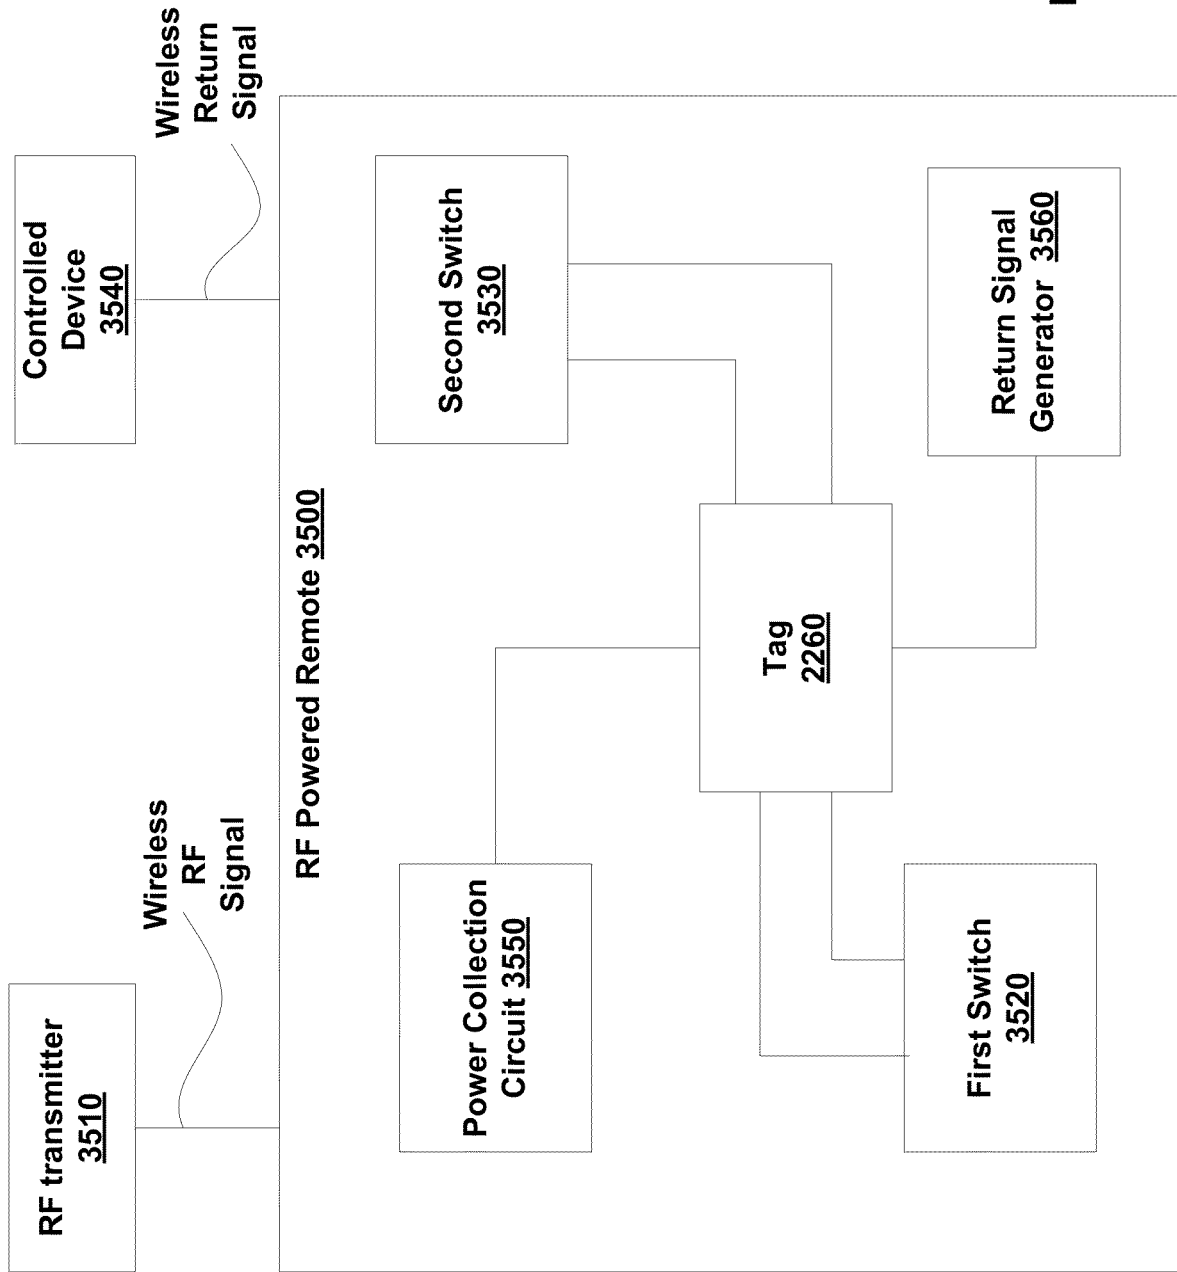 RF transmitter
3510
Wireless
RF
Signal
Controlled
Device
3540
Wireless
Return
Signal
RF Powered Remote 3500
Power Collection
Circuit 3550
Second Switch
3530
Tag
2260
First Switch
3520
Return Signal
Generator 3560